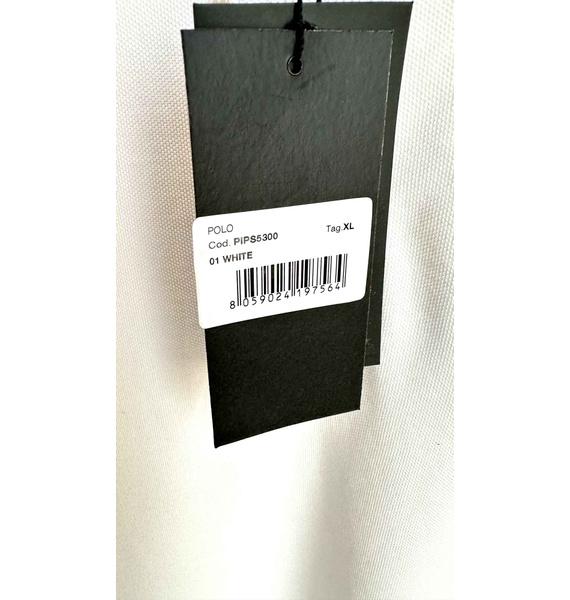 POLO
Cod. PIPS5300 Tag.XL
01 WHITE
8 059024 197564